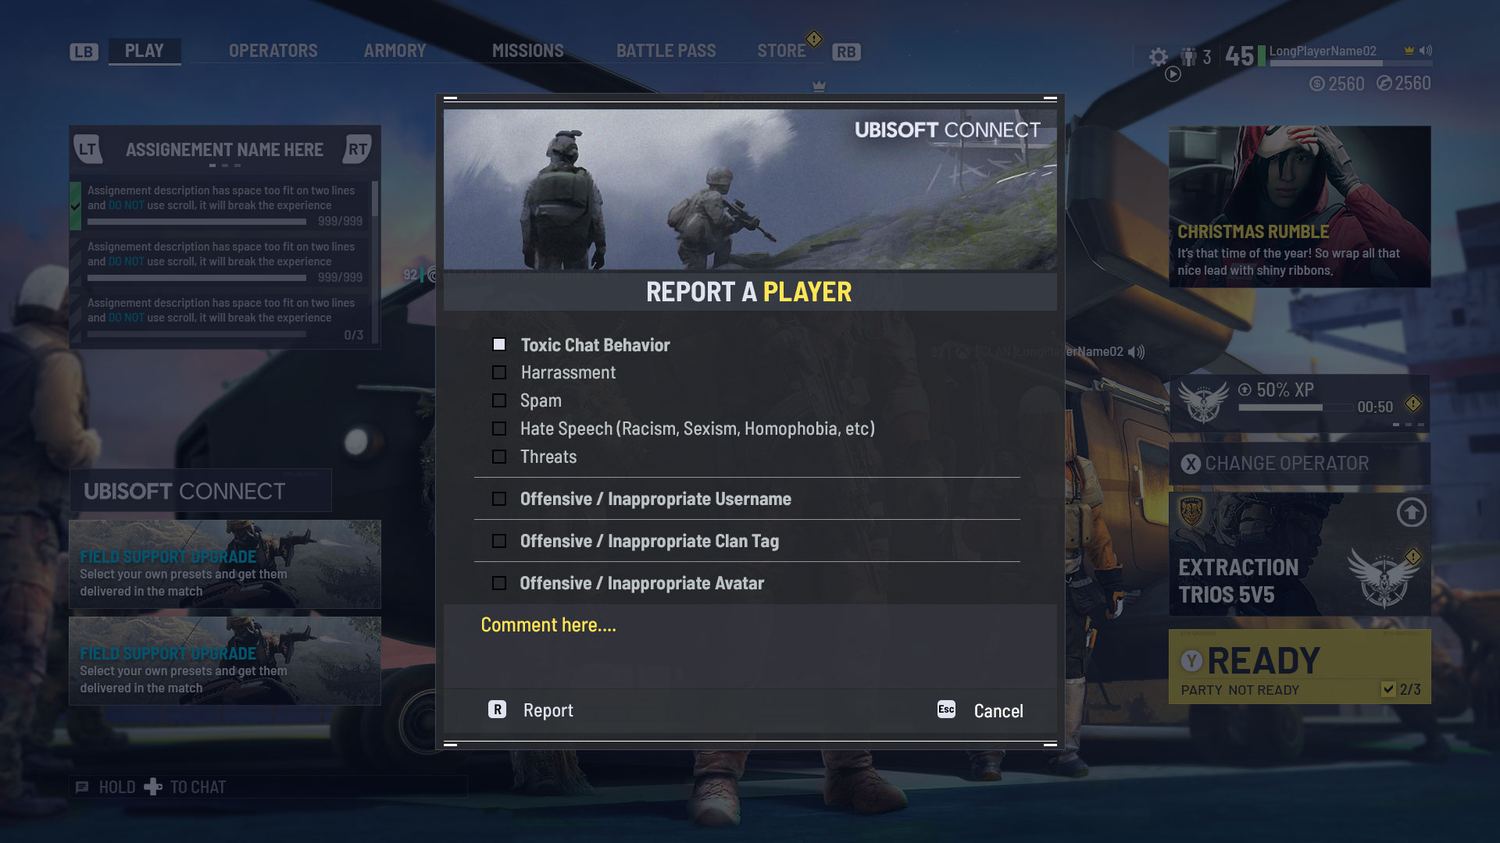 LB PLAY OPERATORS ARMORY MISSIONS BATTLE PASS STORE RB
3 45 LongPlayerName02
2560 2560
LT ASSIGNEMENT NAME HERE RT
Assignement description has space too fit on two lines
and DO NOT use scroll, it will break the experience
999/999
Assignement description has space too fit on two lines
and DO NOT use scroll, it will break the experience
999/999
Assignement description has space too fit on two lines
and DO NOT use scroll, it will break the experience
0/3
92
UBISOFT CONNECT
FIELD SUPPORT UPGRADE
Select your own presets and get them
delivered in the match
FIELD SUPPORT UPGRADE
Select your own presets and get them
delivered in the match
HOLD TO CHAT
UBISOFT CONNECT
REPORT A PLAYER
Toxic Chat Behavior
Harrassment
Spam
Hate Speech (Racism, Sexism, Homophobia, etc)
Threats
Offensive / Inappropriate Username
Offensive / Inappropriate Clan Tag
Offensive / Inappropriate Avatar
Comment here....
R Report
Esc Cancel
CHRISTMAS RUMBLE
It's that time of the year! So wrap all that
nice lead with shiny ribbons.
LongPlayerName02
50% XP
00:50
X CHANGE OPERATOR
EXTRACTION
TRIOS 5V5
Y READY
PARTY NOT READY 2/3